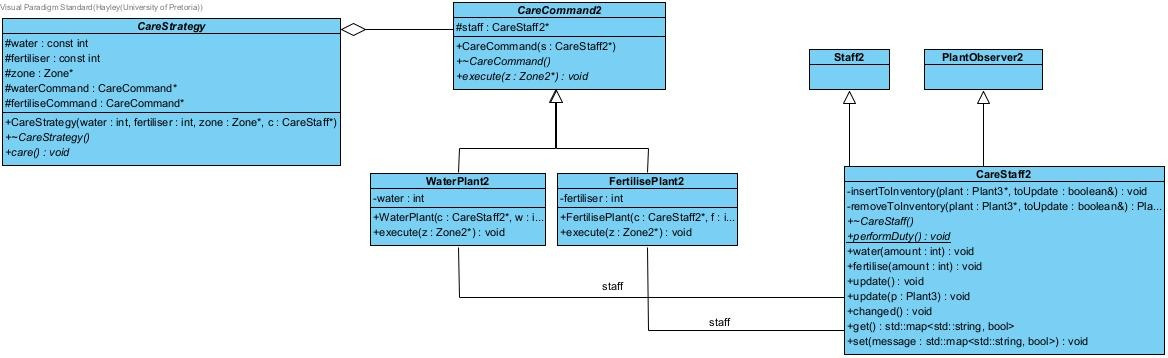 Visual Paradigm Standard(Hayley(University of Pretoria))
CareStrategy
#water : const int
#fertiliser : const int
#zone : Zone*
#waterCommand : CareCommand*
#fertiliseCommand : CareCommand*
+CareStrategy(water : int, fertiliser : int, zone : Zone*, c : CareStaff*)
+~CareStrategy()
+care() : void
CareCommand2
#staff : CareStaff2*
+CareCommand(s : CareStaff2*)
+~CareCommand()
+execute(z : Zone2*) : void
Staff2
PlantObserver2
WaterPlant2
-water : int
+WaterPlant(c : CareStaff2*, w : i...
+execute(z : Zone2*) : void
FertilisePlant2
-fertiliser : int
+FertilisePlant(c : CareStaff2*, f : i...
+execute(z : Zone2*) : void
CareStaff2
-insertToInventory(plant : Plant3*, toUpdate : boolean&) : void
-removeToInventory(plant : Plant3*, toUpdate : boolean&) : Pla...
+~CareStaff()
+performDuty() : void
+water(amount : int) : void
+fertilise(amount : int) : void
+update() : void
+update(p : Plant3) : void
+changed() : void
+get() : std::map<std::string, bool>
+set(message : std::map<std::string, bool>) : void
staff
staff